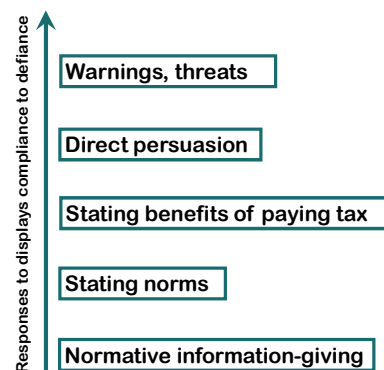 Responses to displays compliance to defiance
Warnings, threats
Direct persuasion
Stating benefits of paying tax
Stating norms
Normative information-giving